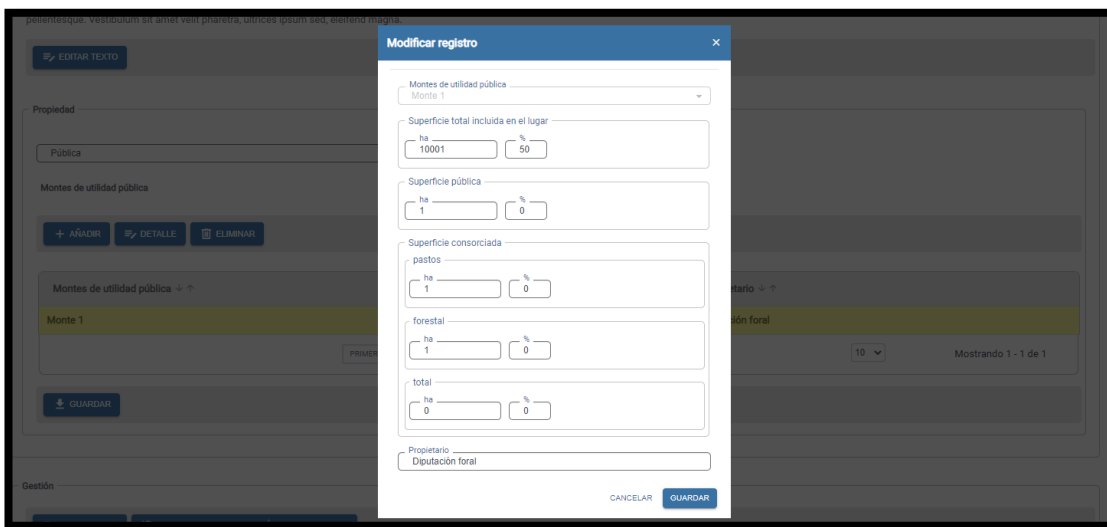 pellentesque. Vestibulum sit amet velit pharetra, ultrices ipsum sed, eleifend magna.
Modificar registro ×
EDITAR TEXTO
Montes de utilidad pública
Monte 1
Propiedad
Superficie total incluida en el lugar
ha %
10001 50
Pública
Superficie pública
Montes de utilidad pública
ha %
1 0
+ AÑADIR DETALLE ELIMINAR
Superficie consorciada
pastos
ha %
1 0
Montes de utilidad pública ↓ ↑ etario ↓ ↑
Monte 1 ión foral
forestal
ha %
1 0
PRIMER 10 Mostrando 1 - 1 de 1
total
ha %
0 0
GUARDAR
Propietario
Diputación foral
Gestión
CANCELAR GUARDAR